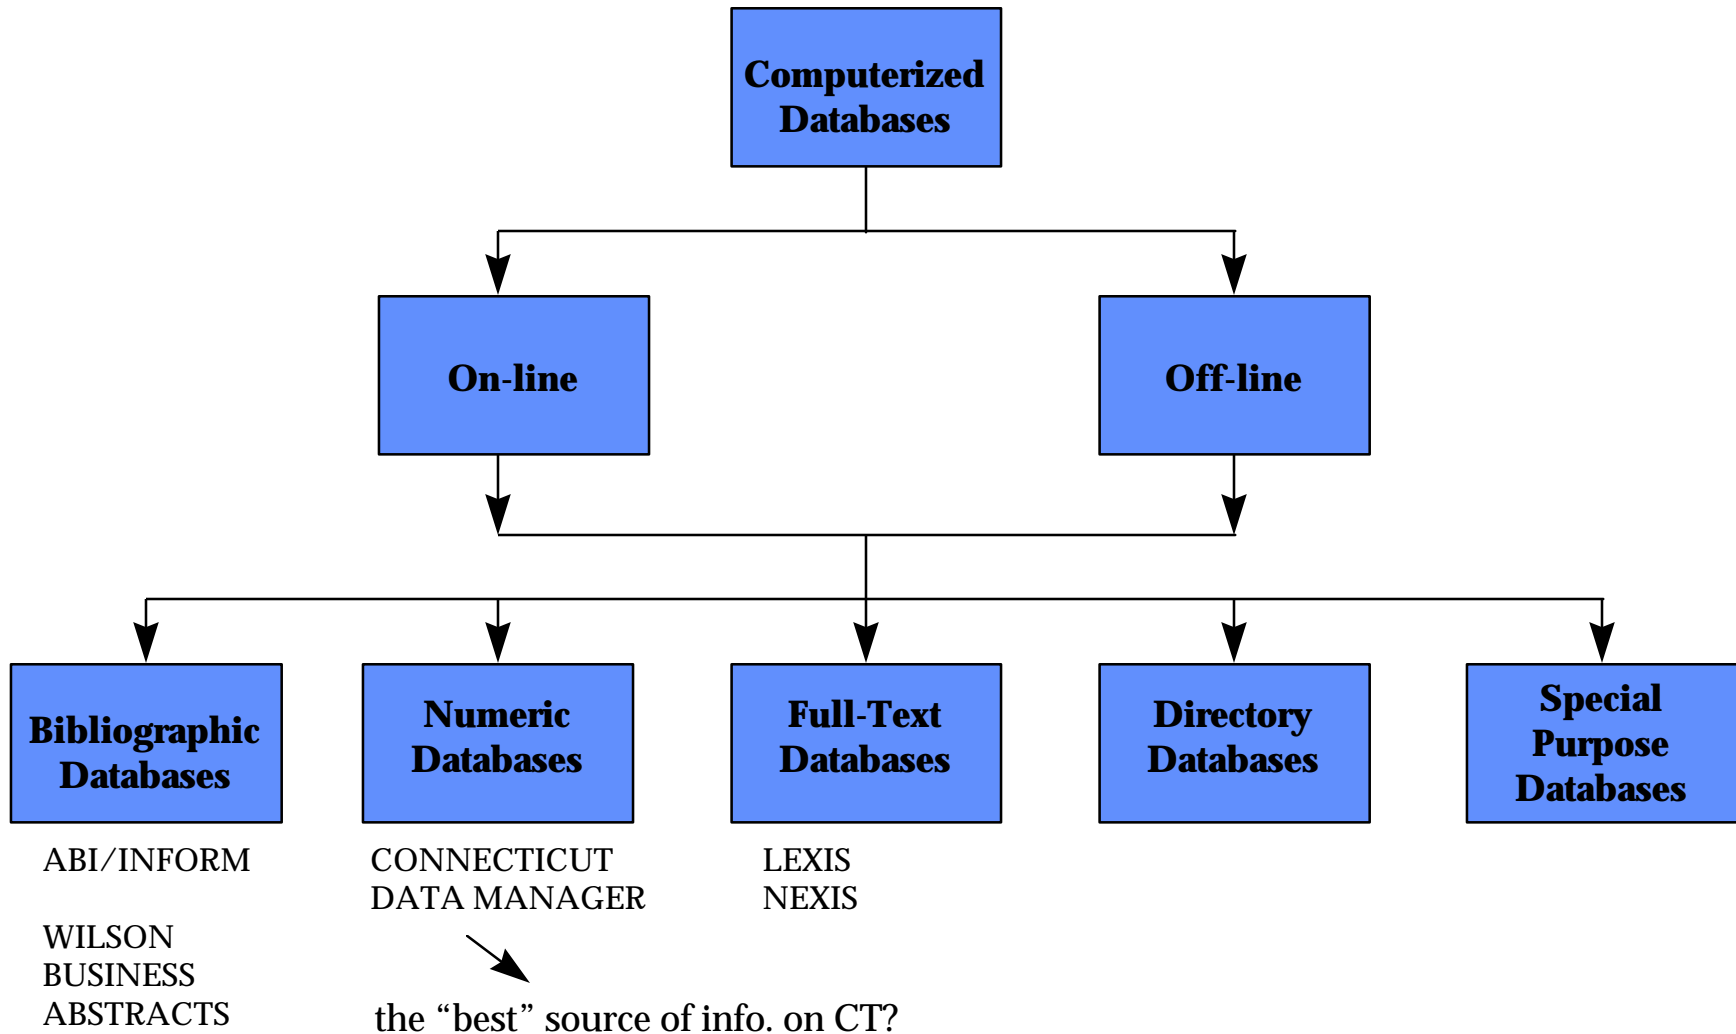 Computerized
Databases
On-line
Off-line
Bibliographic
Databases
Numeric
Databases
Full-Text
Databases
Directory
Databases
Special
Purpose
Databases
ABI/INFORM
WILSON
BUSINESS
ABSTRACTS
CONNECTICUT
DATA MANAGER
the “best” source of info. on CT?
LEXIS
NEXIS